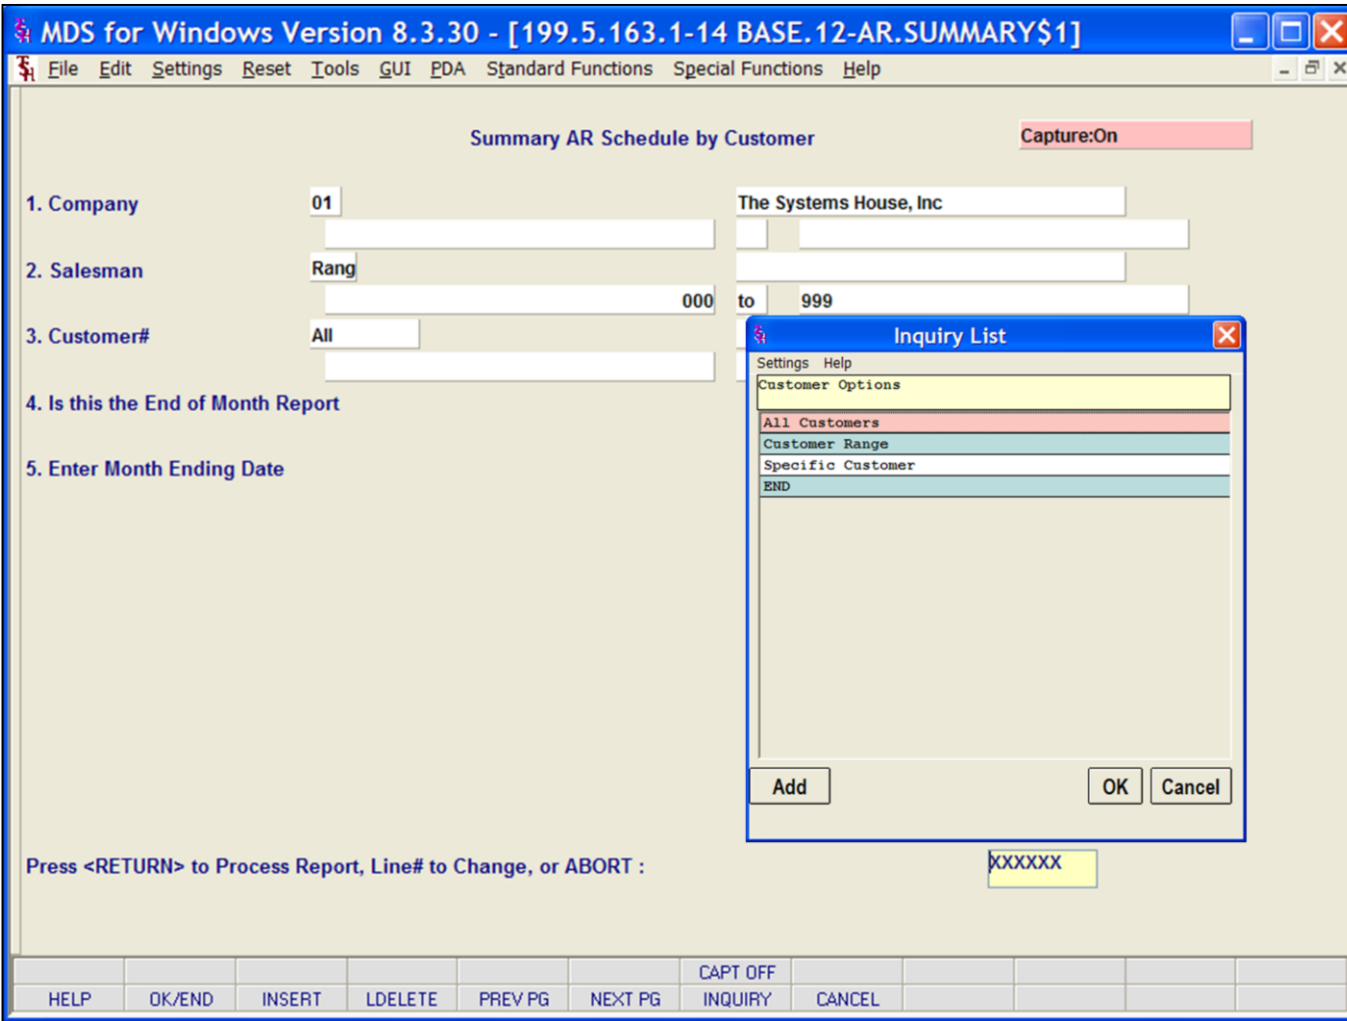 MDS for Windows Version 8.3.30 - [199.5.163.1-14 BASE.12-AR.SUMMARY$1]
File Edit Settings Reset Tools GUI PDA Standard Functions Special Functions Help
Summary AR Schedule by Customer
Capture:On
1. Company 01 The Systems House, Inc
2. Salesman Rang
000 to 999
3. Customer# All
4. Is this the End of Month Report
5. Enter Month Ending Date
Inquiry List
Settings Help
Customer Options
All Customers
Customer Range
Specific Customer
END
Add OK Cancel
Press <RETURN> to Process Report, Line# to Change, or ABORT : XXXXXX
CAPT OFF
HELP OK/END INSERT LDELETE PREV PG NEXT PG INQUIRY CANCEL